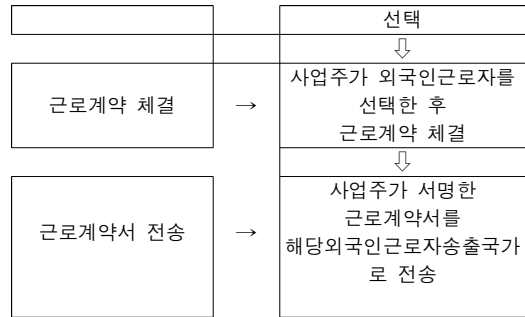 선택
⇩
근로계약 체결
→
사업주가 외국인근로자를
선택한 후
근로계약 체결
⇩
근로계약서 전송
→
사업주가 서명한
근로계약서를
해당외국인근로자송출국가
로 전송